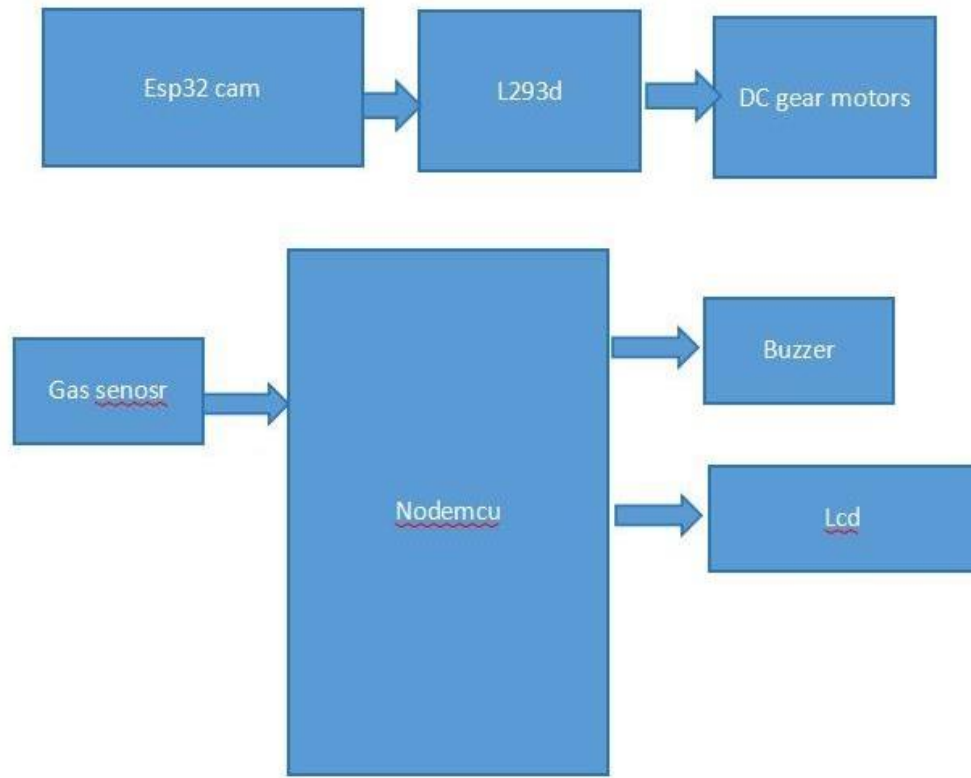 Esp32 cam
L293d
DC gear motors
Gas senosr
Nodemcu
Buzzer
Lcd